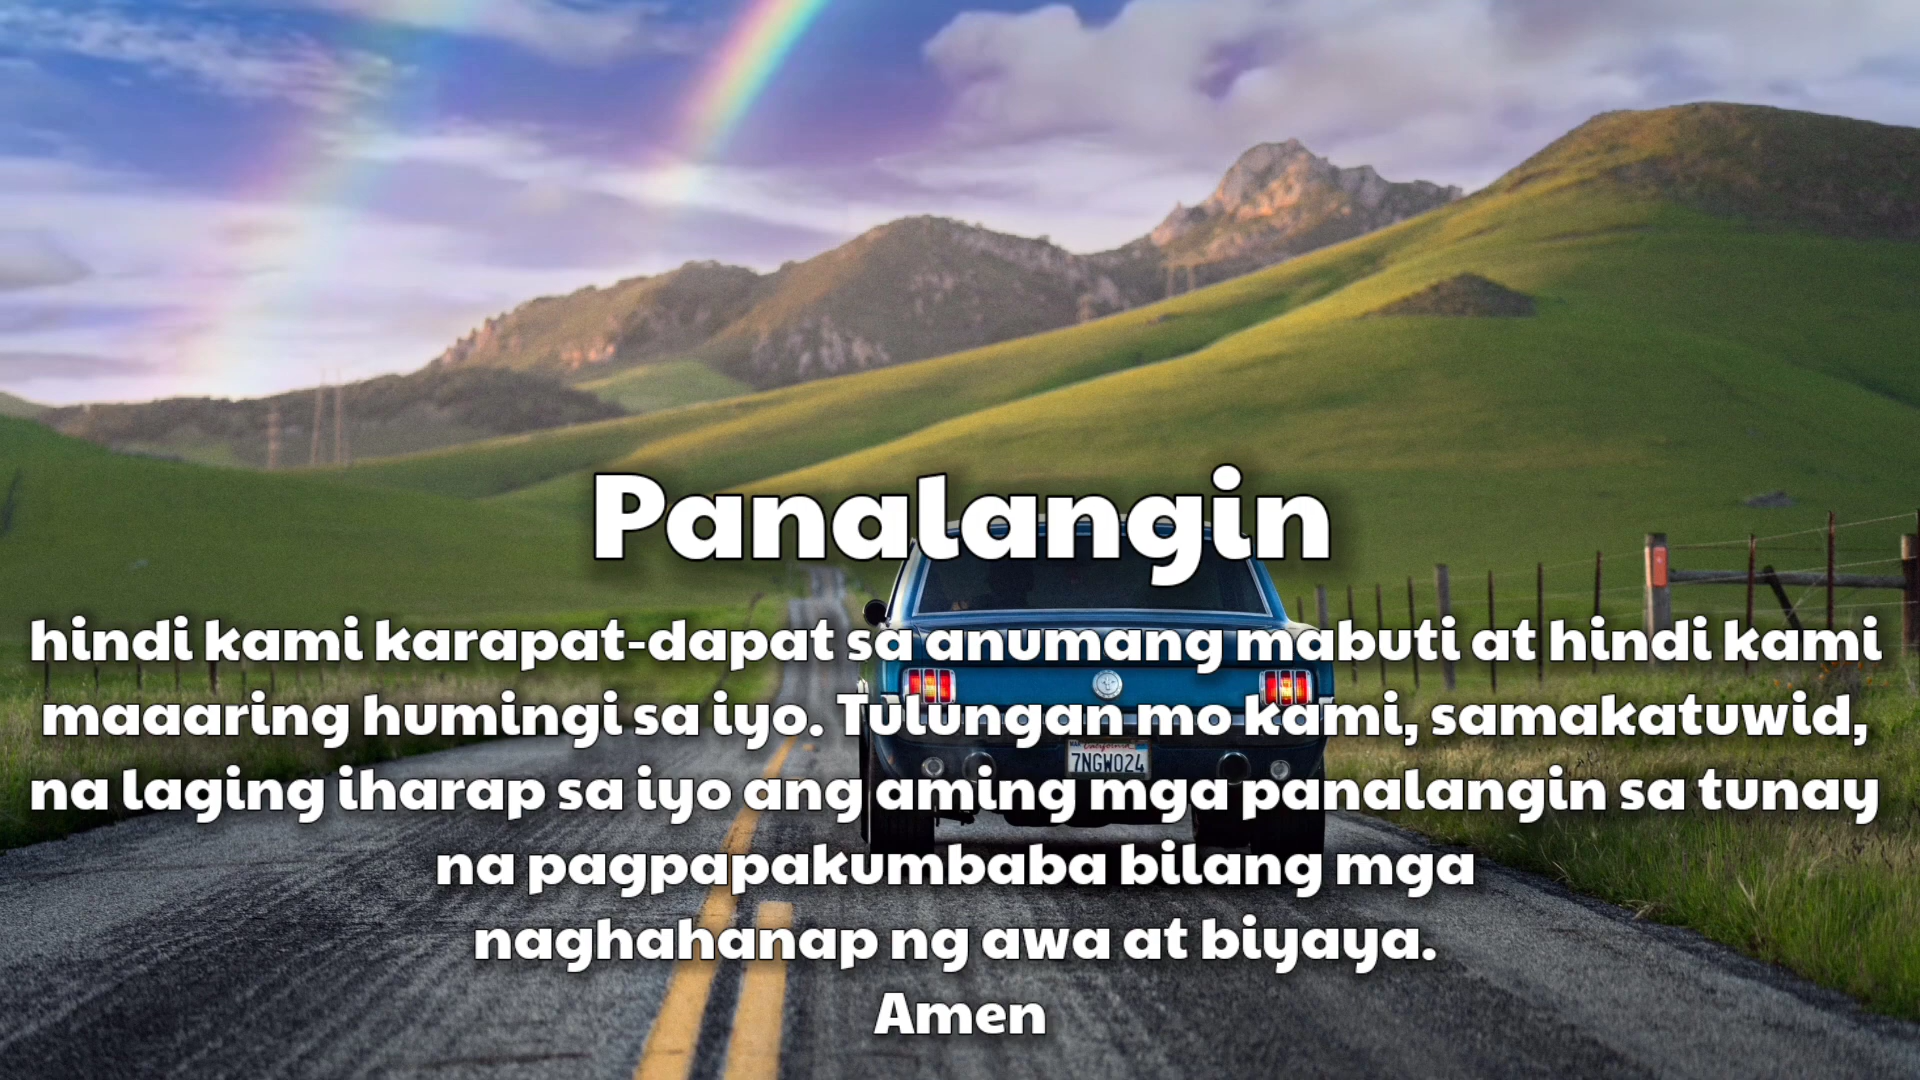 Panalangin
hindi kami karapat-dapat sa anumang mabuti at hindi kami
maaaring humingi sa iyo. Tulungan mo kami, samakatuwid,
na laging iharap sa iyo ang aming mga panalangin sa tunay
na pagpapakumbaba bilang mga
naghahanap ng awa at biyaya.
Amen
California
7NGW024